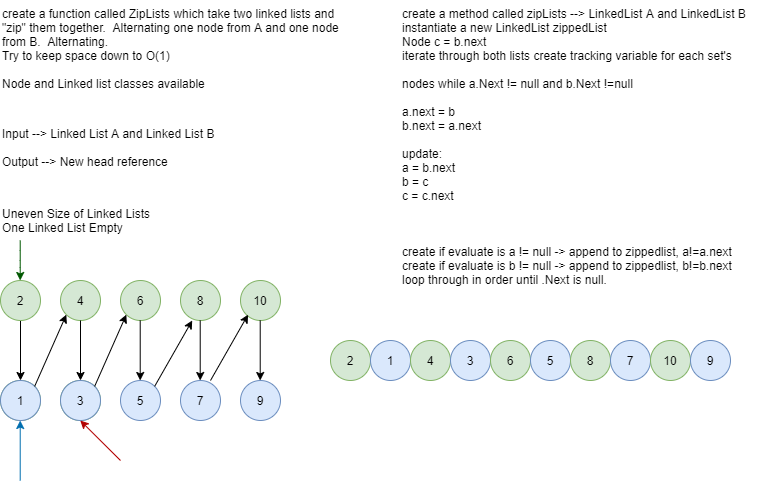 create a function called ZipLists which take two linked lists and
"zip" them together.  Alternating one node from A and one node
from B.  Alternating.
Try to keep space down to O(1)
Node and Linked list classes available
Input --> Linked List A and Linked List B
Output --> New head reference
Uneven Size of Linked Lists
One Linked List Empty
2 4 6 8 10
1 3 5 7 9
create a method called zipLists --> LinkedList A and LinkedList B
instantiate a new LinkedList zippedList
Node c = b.next
iterate through both lists create tracking variable for each set's
nodes while a.Next != null and b.Next !=null
a.next = b
b.next = a.next
update:
a = b.next
b = c
c = c.next
create if evaluate is a != null -> append to zippedlist, a!=a.next
create if evaluate is b != null -> append to zippedlist, b!=b.next
loop through in order until .Next is null.
2 1 4 3 6 5 8 7 10 9